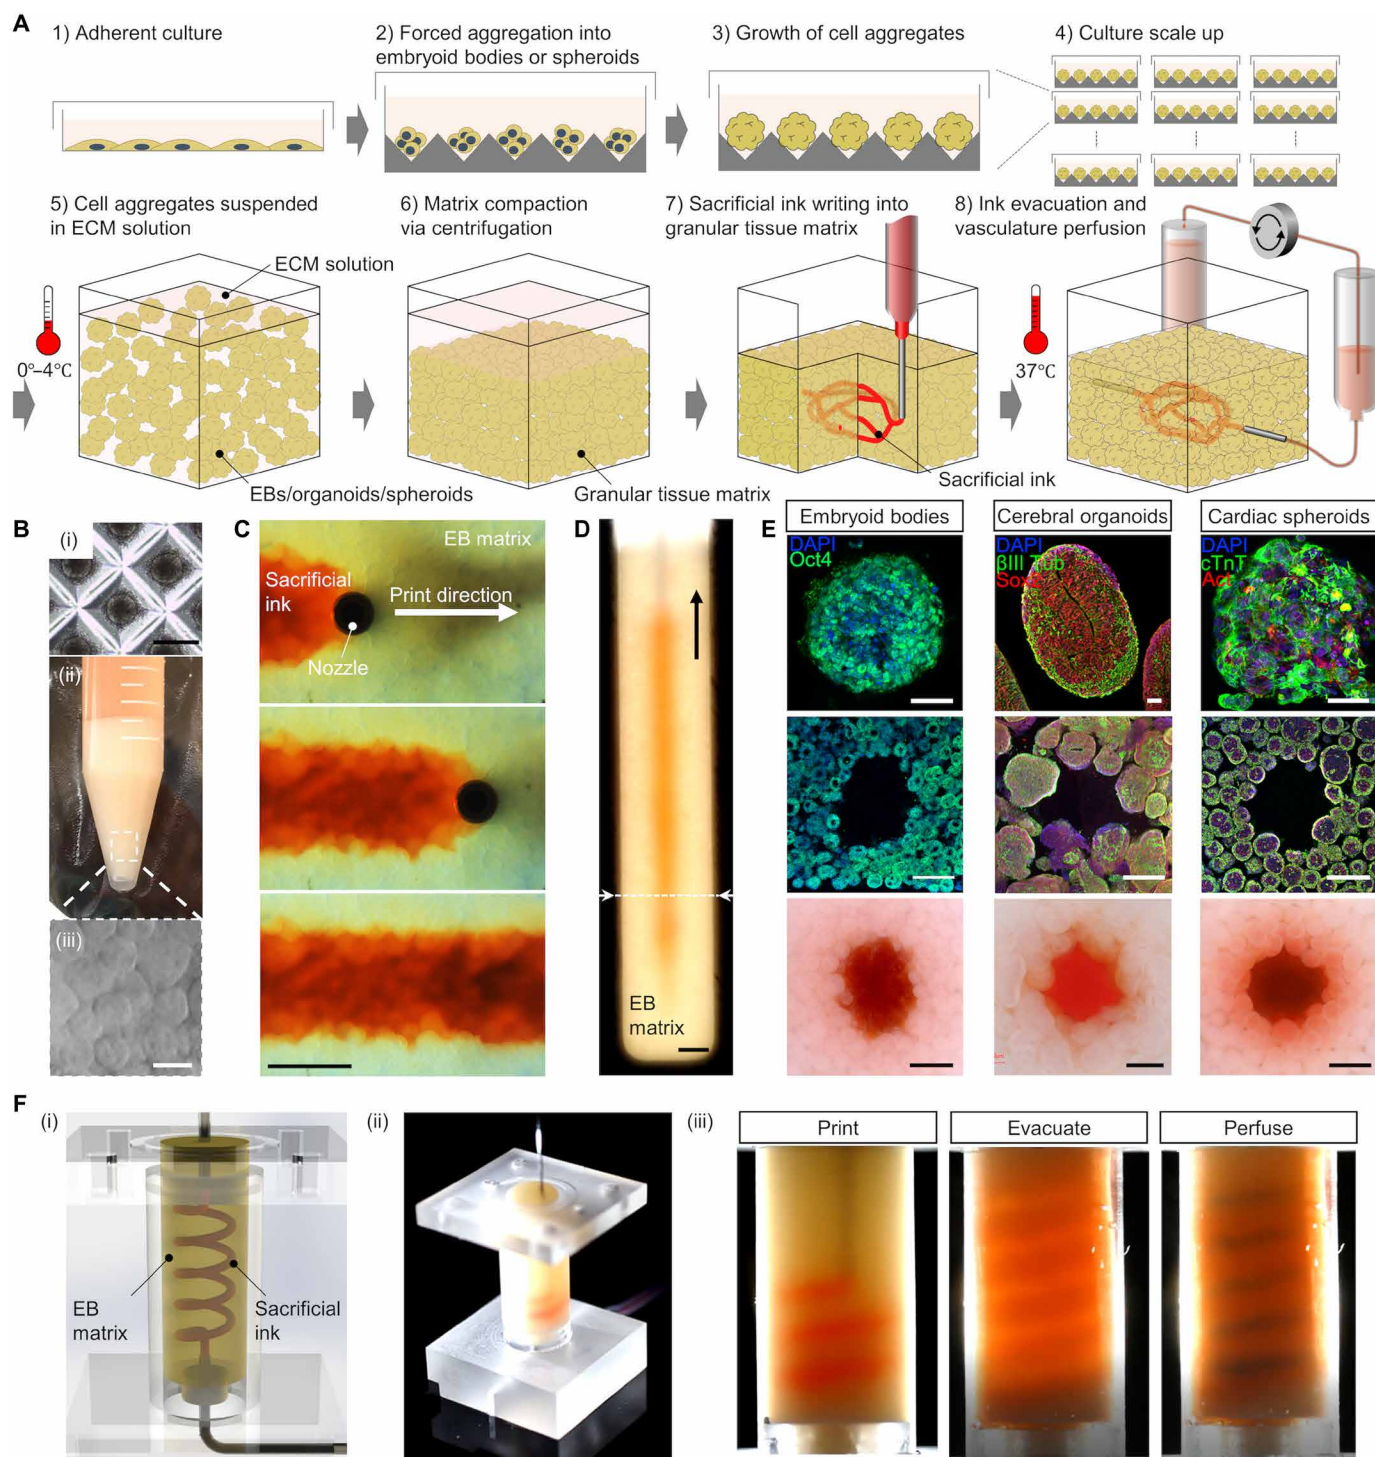 A
1) Adherent culture
2) Forced aggregation into
embryoid bodies or spheroids
3) Growth of cell aggregates
4) Culture scale up
5) Cell aggregates suspended
in ECM solution
6) Matrix compaction
via centrifugation
7) Sacrificial ink writing into
granular tissue matrix
8) Ink evacuation and
vasculature perfusion
ECM solution
0°–4°C
37°C
EBs/organoids/spheroids
Granular tissue matrix
Sacrificial ink
B
(i)
(ii)
(iii)
C
EB matrix
Sacrificial
ink
Print direction
Nozzle
D
EB
matrix
E
Embryoid bodies
Cerebral organoids
Cardiac spheroids
DAPI
Oct4
DAPI
βIII Tub
Sox
DAPI
cTnT
Act
F
(i)
EB
matrix
Sacrificial
ink
(ii)
(iii)
Print
Evacuate
Perfuse